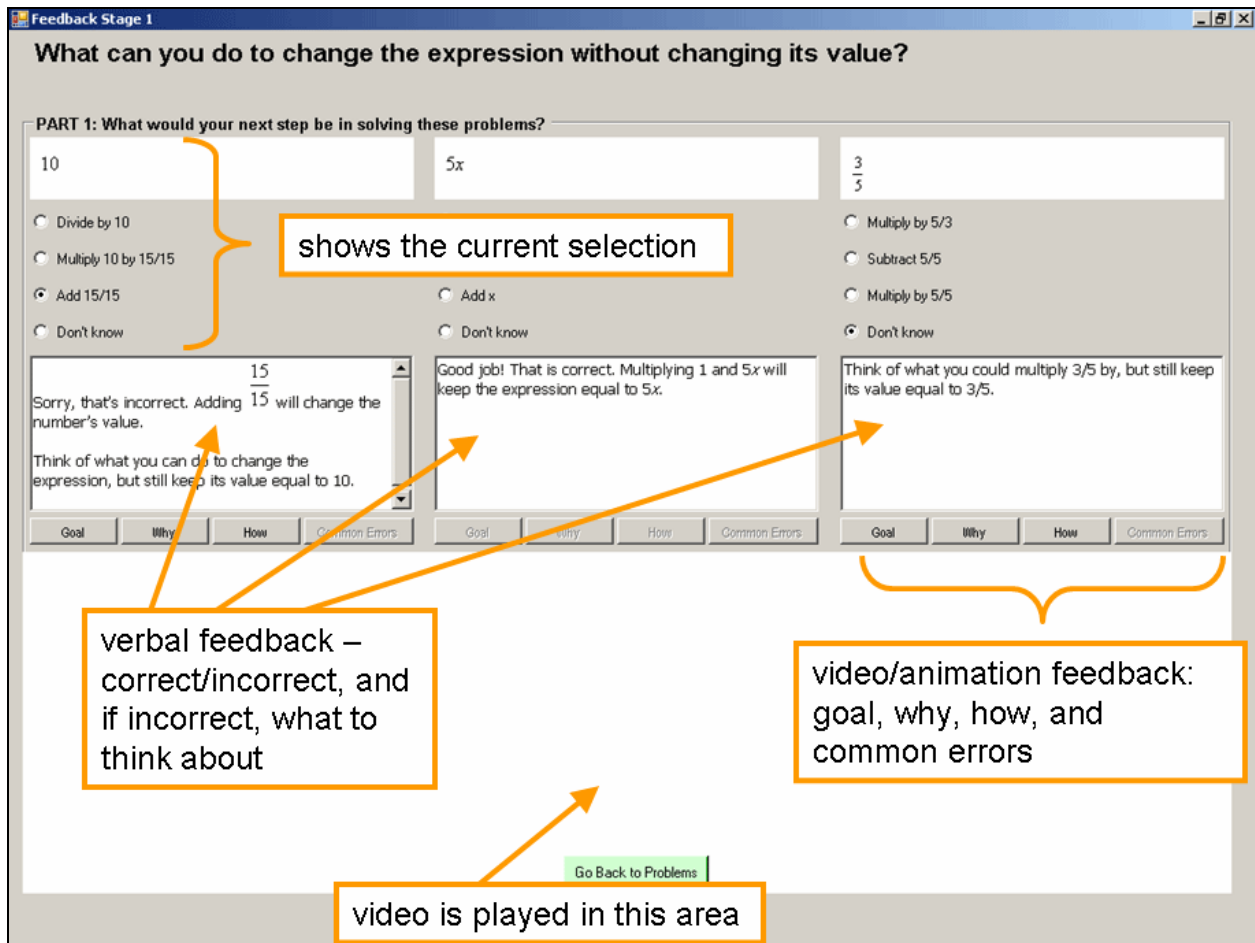 Feedback Stage 1
What can you do to change the expression without changing its value?
PART 1: What would your next step be in solving these problems?
10
Divide by 10
Multiply 10 by 15/15
Add 15/15
Don't know
15
15
Sorry, that's incorrect. Adding will change the
number's value.
Think of what you can do to change the
expression, but still keep its value equal to 10.
Goal Why How Common Errors
5x
Add x
Don't know
Good job! That is correct. Multiplying 1 and 5x will
keep the expression equal to 5x.
Goal Why How Common Errors
3
5
Multiply by 5/3
Subtract 5/5
Multiply by 5/5
Don't know
Think of what you could multiply 3/5 by, but still keep
its value equal to 3/5.
Goal Why How Common Errors
shows the current selection
verbal feedback –
correct/incorrect, and
if incorrect, what to
think about
video/animation feedback:
goal, why, how, and
common errors
Go Back to Problems
video is played in this area